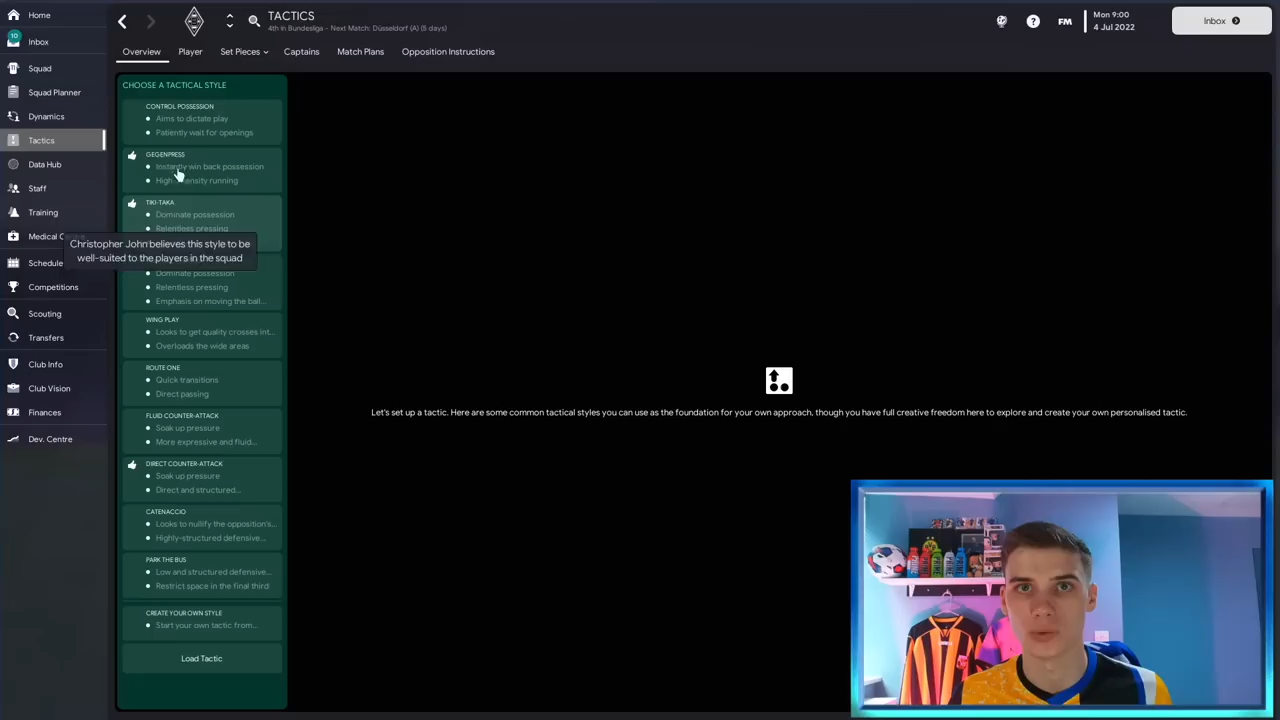 Home
10
Inbox
Squad
Squad Planner
Dynamics
Tactics
Data Hub
Staff
Training
Medical
Schedule
Competitions
Scouting
Transfers
Club Info
Club Vision
Finances
Dev. Centre
TACTICS
4th in Bundesliga - Next Match: Düsseldorf (A) (5 days)
FM
Mon 9:00
4 Jul 2022
Inbox
Overview
Player
Set Pieces
Captains
Match Plans
Opposition Instructions
CHOOSE A TACTICAL STYLE
CONTROL POSSESSION
Aims to dictate play
Patiently wait for openings
GEGENPRESS
Instantly win back possession
High intensity running
TIKI-TAKA
Dominate possession
Relentless pressing
Christopher John believes this style to be
well-suited to the players in the squad
Dominate possession
Relentless pressing
Emphasis on moving the ball...
WING PLAY
Looks to get quality crosses int...
Overloads the wide areas
ROUTE ONE
Quick transitions
Direct passing
FLUID COUNTER-ATTACK
Soak up pressure
More expressive and fluid...
DIRECT COUNTER-ATTACK
Soak up pressure
Direct and structured...
CATENACCIO
Looks to nullify the opposition's...
Highly-structured defensive...
PARK THE BUS
Low and structured defensive...
Restrict space in the final third
CREATE YOUR OWN STYLE
Start your own tactic from...
Load Tactic
Let's set up a tactic. Here are some common tactical styles you can use as the foundation for your own approach, though you have full creative freedom here to explore and create your own personalised tactic.